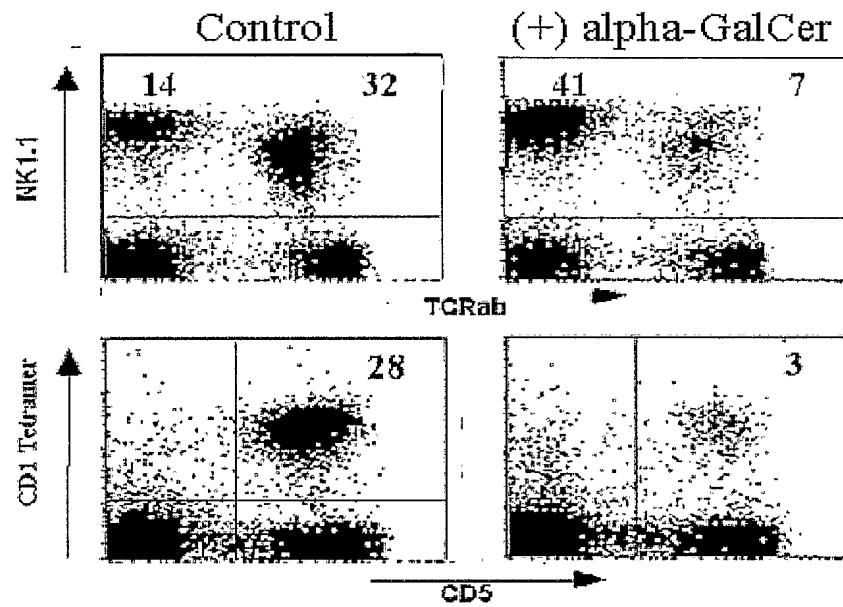 Control
(+) alpha-GalCer
14 32
41 7
NK1.1
TCRab
28
3
CD1 Tetramer
CD5